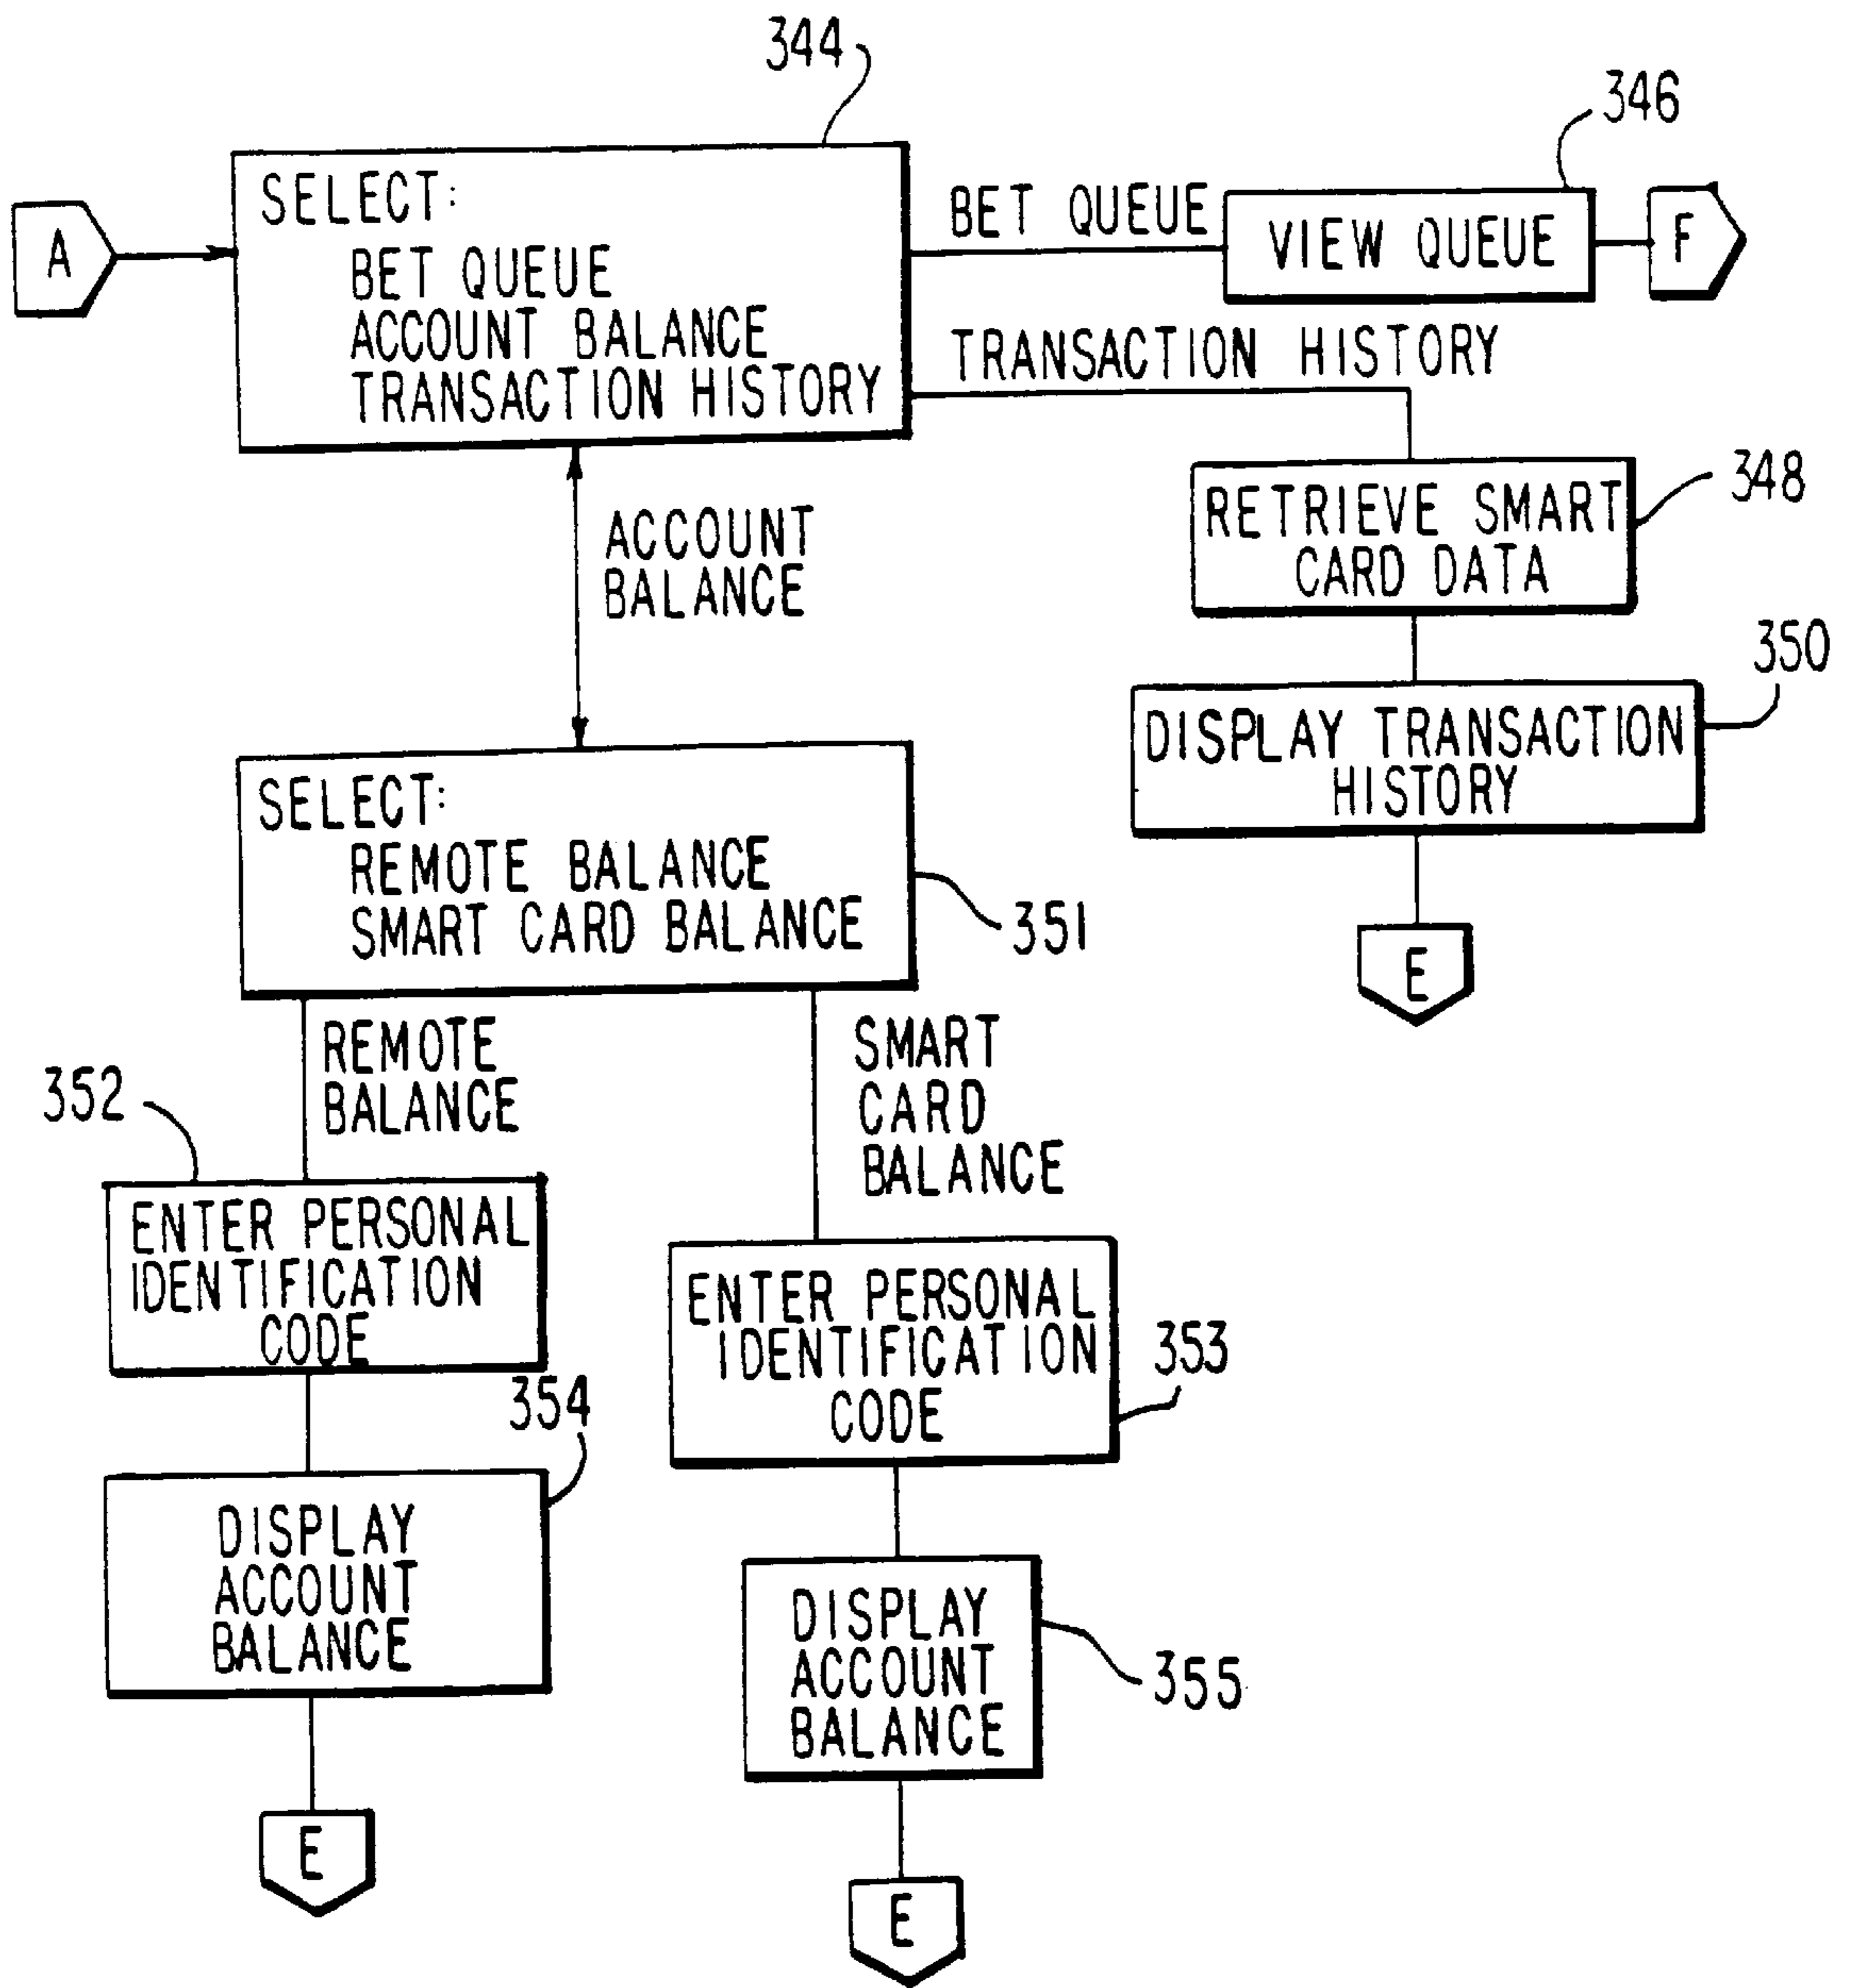 344
346
A
SELECT:
BET QUEUE
ACCOUNT BALANCE
TRANSACTION HISTORY
BET QUEUE
VIEW QUEUE
F
TRANSACTION HISTORY
348
RETRIEVE SMART
CARD DATA
350
DISPLAY TRANSACTION
HISTORY
E
ACCOUNT
BALANCE
SELECT:
REMOTE BALANCE
SMART CARD BALANCE
351
REMOTE
BALANCE
SMART
CARD
BALANCE
352
ENTER PERSONAL
IDENTIFICATION
CODE
354
DISPLAY
ACCOUNT
BALANCE
E
ENTER PERSONAL
IDENTIFICATION
CODE
353
DISPLAY
ACCOUNT
BALANCE
355
E